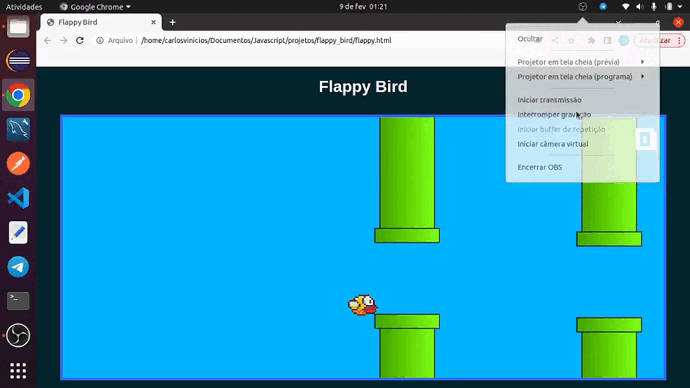 Atividades Google Chrome 9 de fev 01:21
Flappy Bird
Arquivo /home/carlosvinicios/Documentos/Javascript/projetos/flappy_bird/flappy.html
Ocultar
Projetor em tela cheia (prévia)
Projetor em tela cheia (programa)
Iniciar transmissão
Interromper gravação
Iniciar buffer de repetição
Iniciar câmera virtual
Encerrar OBS
Flappy Bird